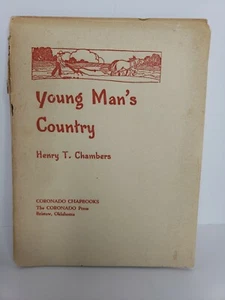 Young Man's
Country
Henry T. Chambers
CORONADO CHAPBOOKS
The CORONADO Press
Bristow, Oklahoma